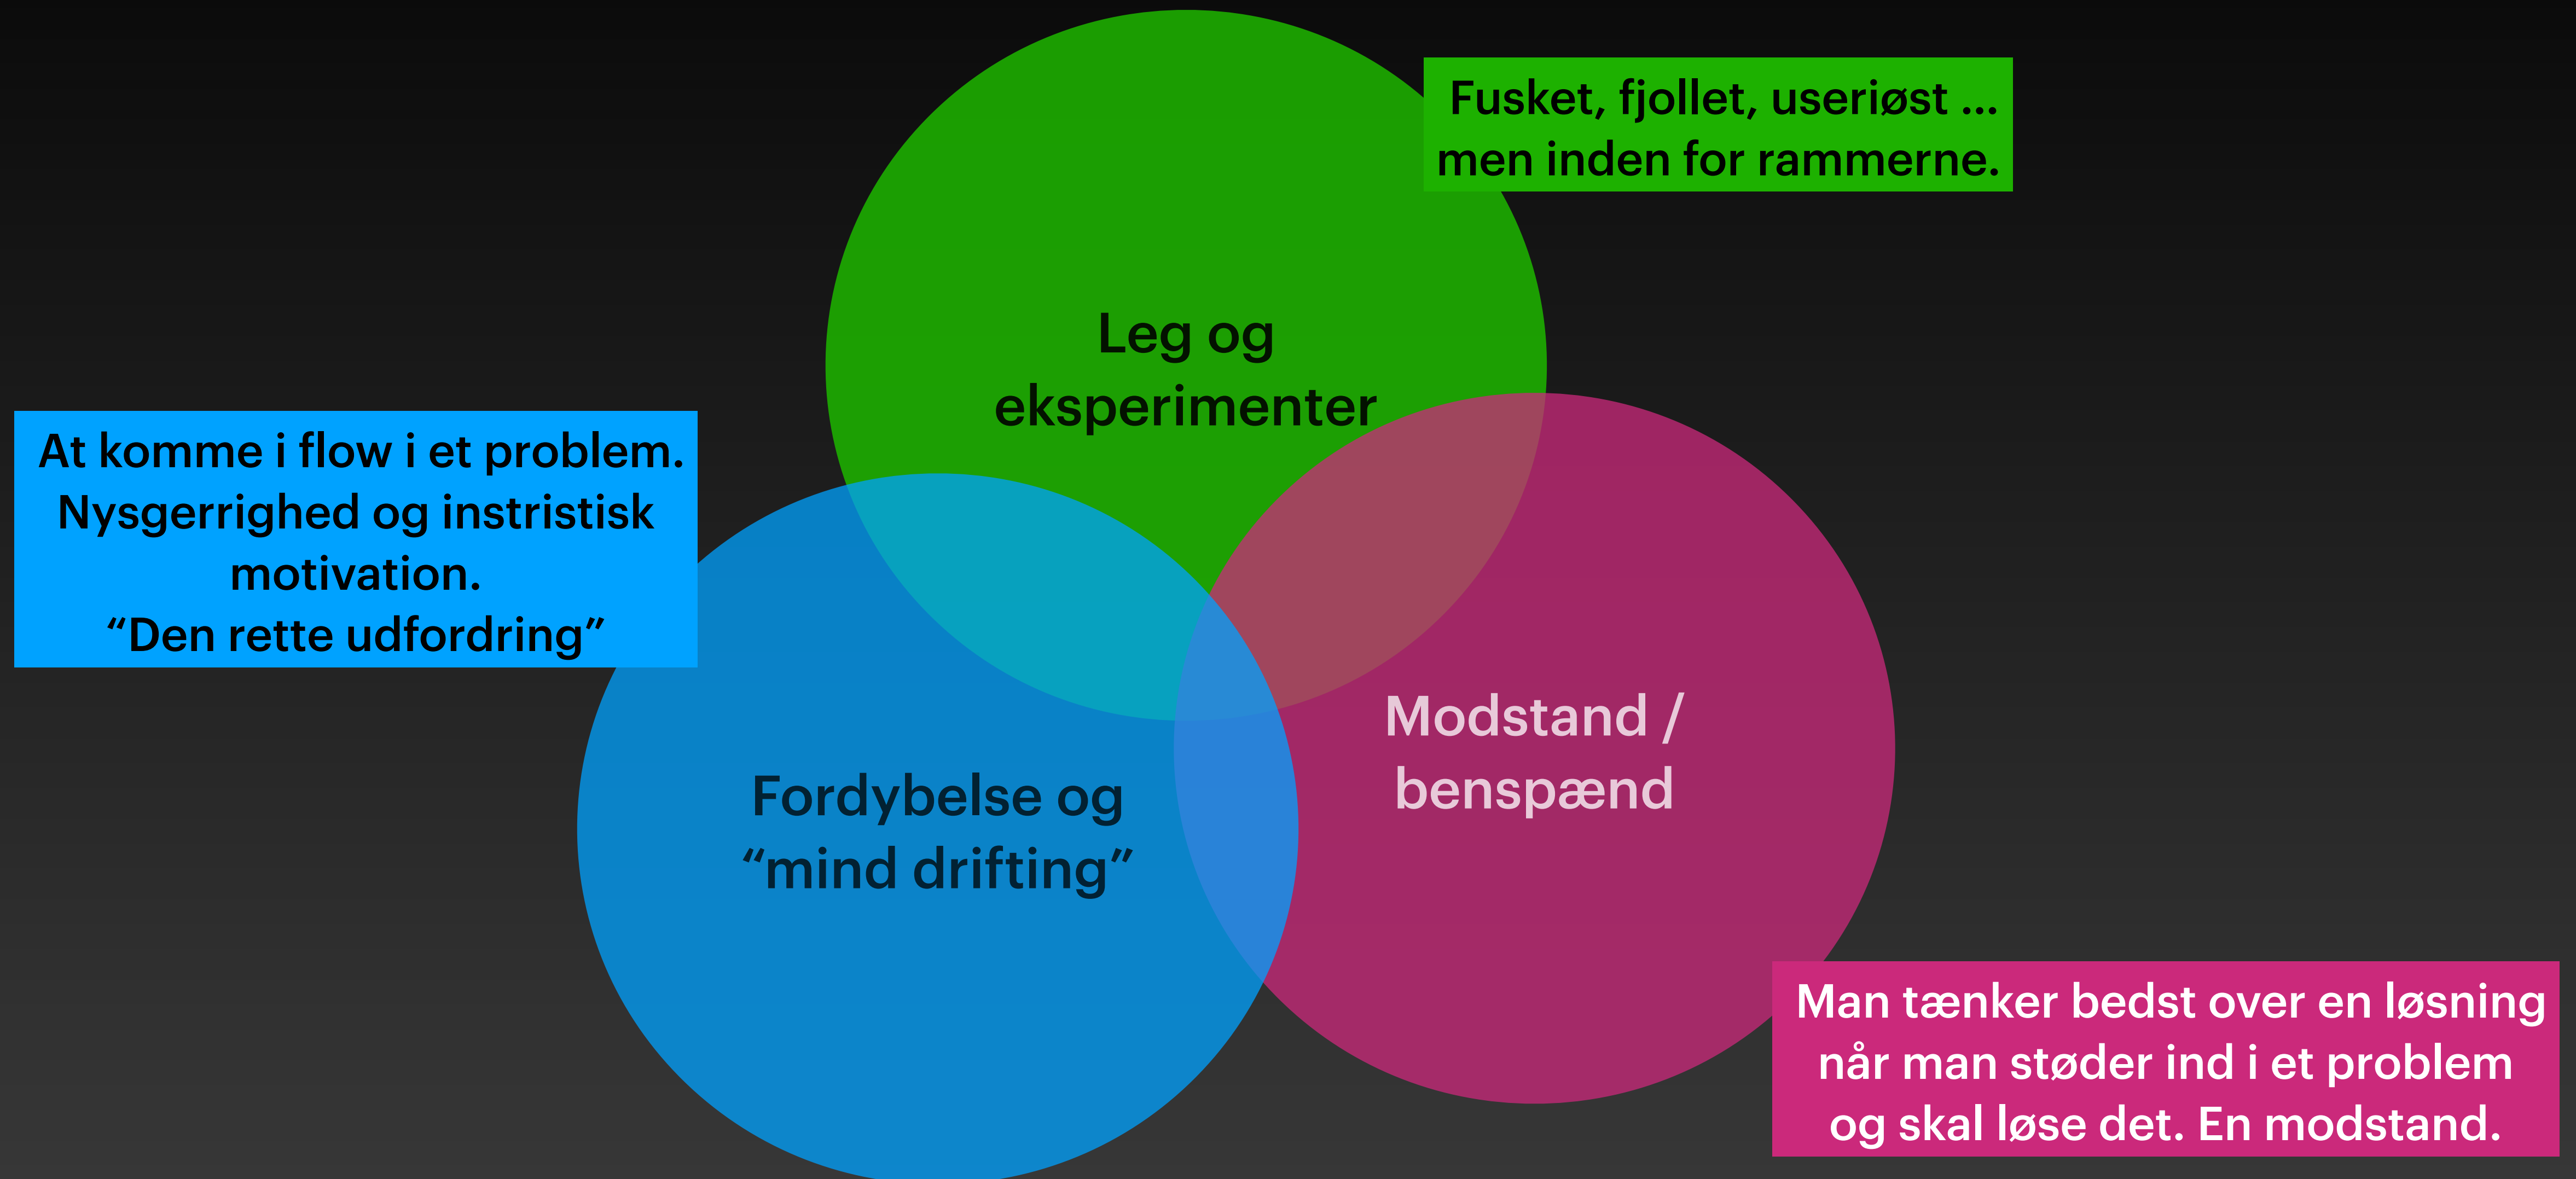 Fusket, fjollet, useriøst ...
men inden for rammerne.
Leg og
eksperimenter
At komme i flow i et problem.
Nysgerrighed og instristisk
motivation.
“Den rette udfordring”
Modstand /
benspænd
Fordybelse og
“mind drifting”
Man tænker bedst over en løsning
når man støder ind i et problem
og skal løse det. En modstand.